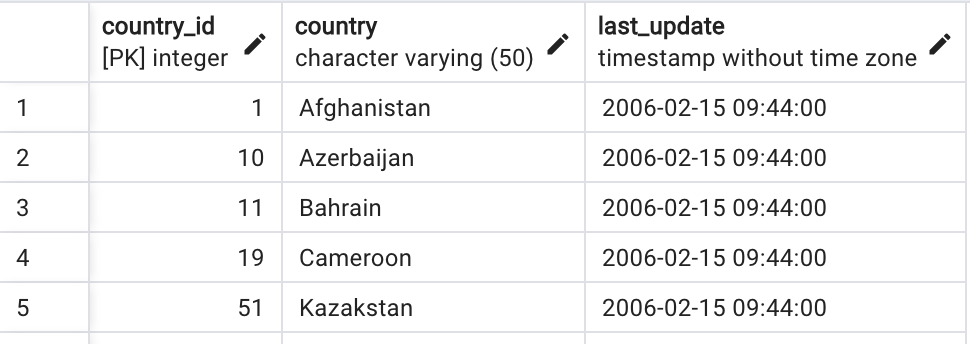 country_id country last_update
[PK] integer character varying (50) timestamp without time zone
1 1 Afghanistan 2006-02-15 09:44:00
2 10 Azerbaijan 2006-02-15 09:44:00
3 11 Bahrain 2006-02-15 09:44:00
4 19 Cameroon 2006-02-15 09:44:00
5 51 Kazakstan 2006-02-15 09:44:00